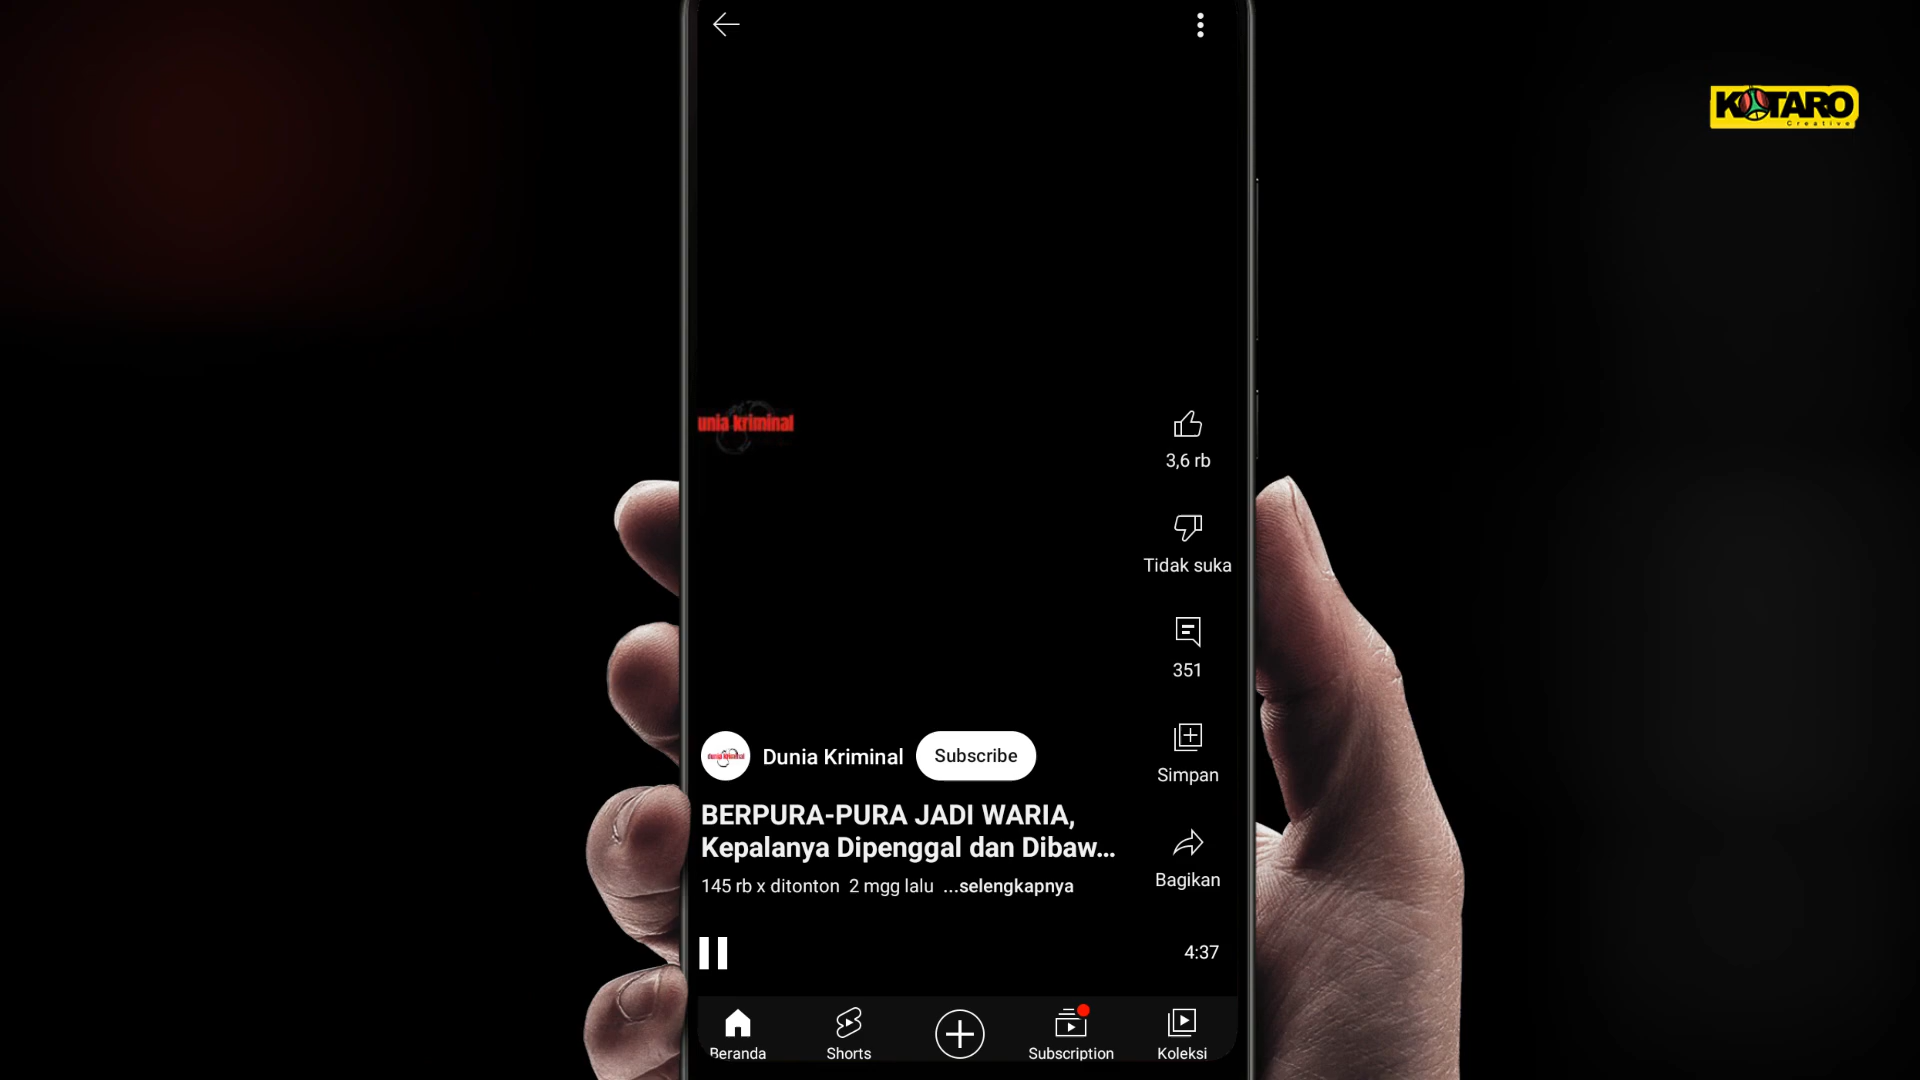 KOTARO
Creative
unia kriminal
3,6 rb
Tidak suka
351
Simpan
Dunia Kriminal
Subscribe
BERPURA-PURA JADI WARIA,
Kepalanya Dipenggal dan Dibaw...
145 rb x ditonton 2 mgg lalu ...selengkapnya
Bagikan
4:37
Beranda
Shorts
Subscription
Koleksi